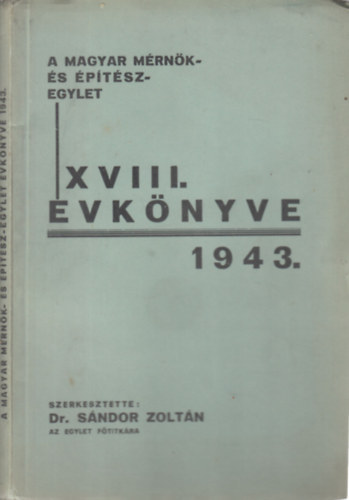 A MAGYAR MÉRNÖK-
ÉS ÉPÍTÉSZ-
EGYLET
XVIII.
ÉVKÖNYVE
1943.
SZERKESZTETTE:
Dr. SÁNDOR ZOLTÁN
AZ EGYLET FŐTITKÁRA
A MAGYAR MÉRNÖK- ÉS ÉPÍTÉSZ-EGYLET ÉVKÖNYVE 1943.